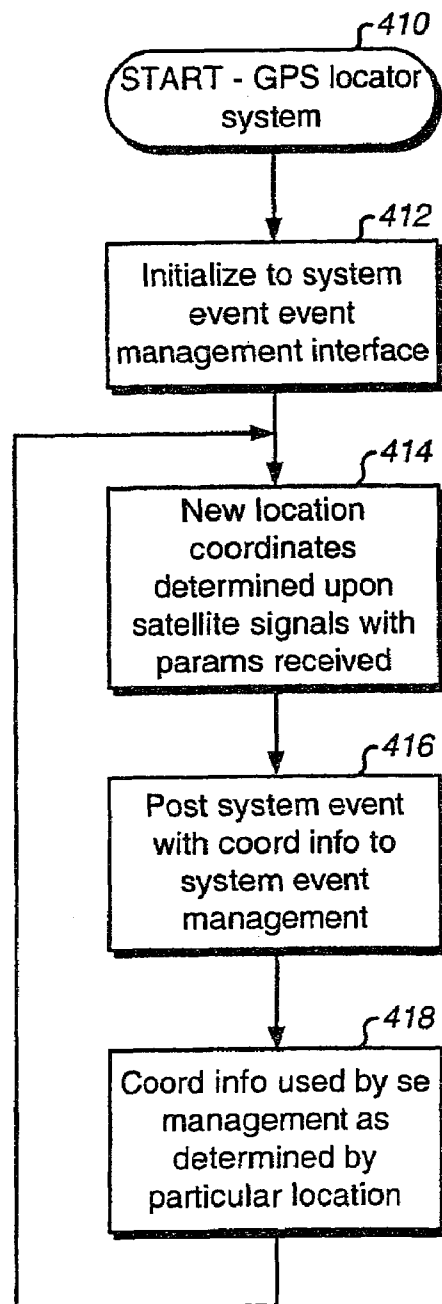 410
START - GPS locator
system
412
Initialize to system
event event
management interface
414
New location
coordinates
determined upon
satellite signals with
params received
416
Post system event
with coord info to
system event
management
418
Coord info used by se
management as
determined by
particular location